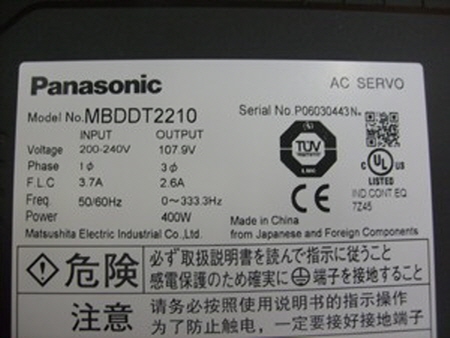 Panasonic
AC SERVO
Model No. MBDDT2210
Serial No. P06030443N
INPUT OUTPUT
Voltage 200-240V 107.9V
Phase 1φ 3φ
F.L.C 3.7A 2.6A
Freq. 50/60Hz 0~333.3Hz
Power 400W
TÜV
C UL US
LISTED
IND.CONT.EQ
7Z45
CE
Matsushita Electric Industrial Co.,Ltd.
Made in China
from Japanese and Foreign Components
危険
必ず取扱説明書を読んで指示に従うこと
感電保護のため確実に端子を接地すること
注意
请务必按照使用说明书的指示操作
为了防止触电，一定要接好接地端子